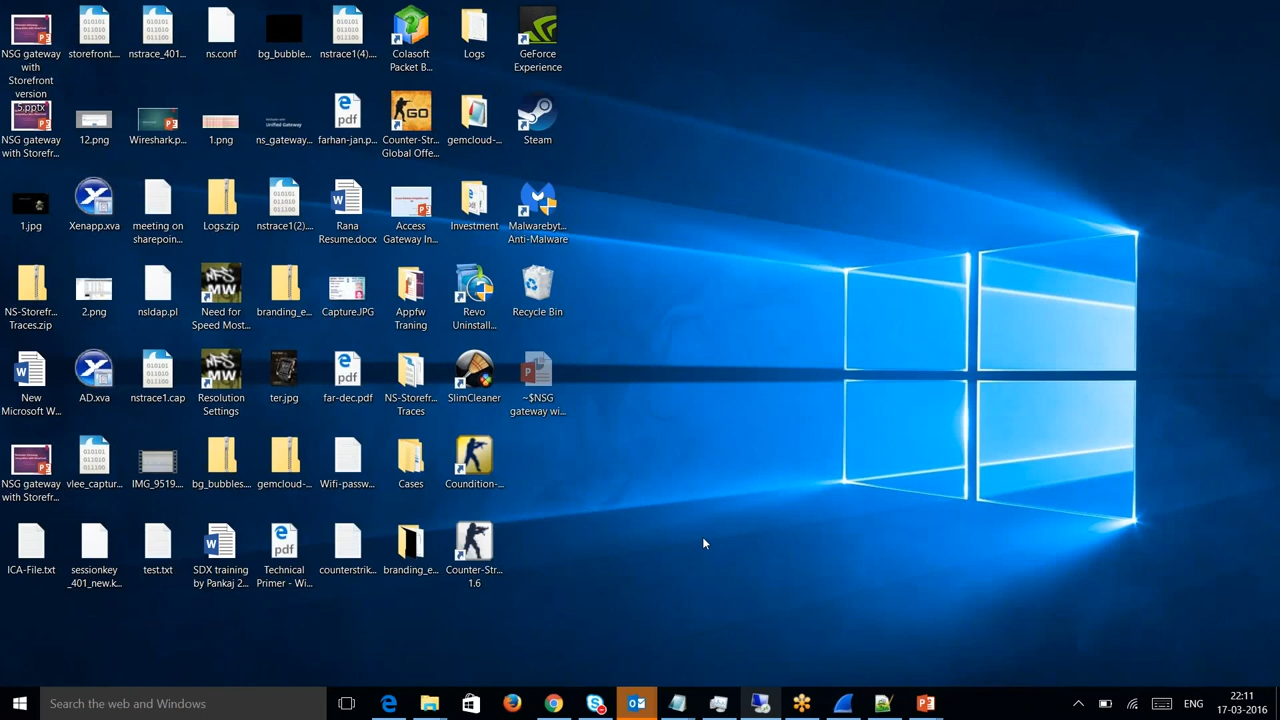 NSG gateway
with
Storefront
version
5.pptx
storefront....
nstrace_401...
ns.conf
bg_bubble...
nstrace1(4)....
Colasoft
Packet B...
Logs
GeForce
Experience
NSG gateway
with Storefr...
12.png
Wireshark.p...
1.png
ns_gateway...
farhan-jan.p...
Counter-Str...
Global Offe...
gemcloud-...
Steam
1.jpg
Xenapp.xva
meeting on
sharepoin...
Logs.zip
nstrace1(2)....
Rana
Resume.docx
Access
Gateway In...
Investment
Malwarebyt...
Anti-Malware
NS-Storefr...
Traces.zip
2.png
nsldap.pl
Need for
Speed Most...
branding_e...
Capture.JPG
Appfw
Traning
Revo
Uninstall...
Recycle Bin
New
Microsoft W...
AD.xva
nstrace1.cap
Resolution
Settings
ter.jpg
far-dec.pdf
NS-Storefr...
Traces
SlimCleaner
~$NSG
gateway wi...
NSG gateway
with Storefr...
vlee_captur...
IMG_9519....
bg_bubbles....
gemcloud-...
Wifi-passw...
Cases
Coundition-...
ICA-File.txt
sessionkey
_401_new.k...
test.txt
SDX training
by Pankaj 2...
Technical
Primer - Wi...
counterstrik...
branding_e...
Counter-Str...
1.6
Search the web and Windows
ENG
22:11
17-03-2016